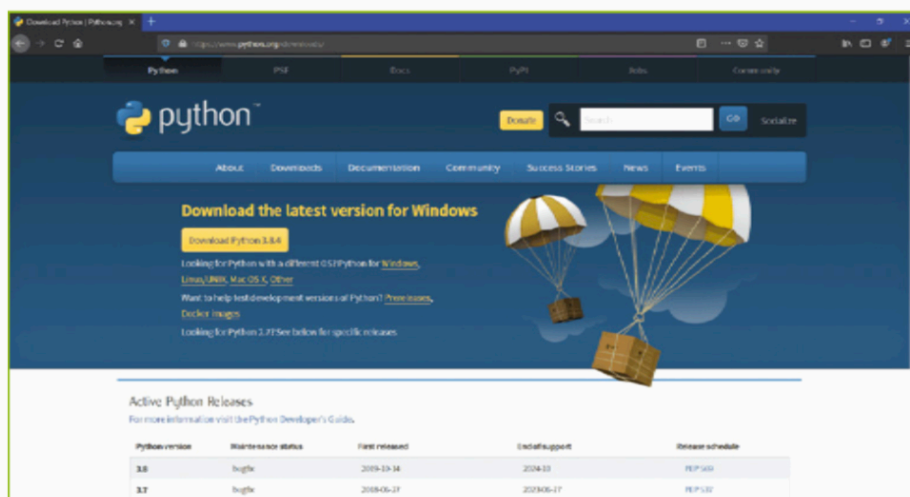 Download Python | Python.org
https://www.python.org/downloads/
Python PSF Docs PyPI Jobs Community
python™
Donate Search GO Socialize
About Downloads Documentation Community Success Stories News Events
Download the latest version for Windows
Download Python 3.8.4
Looking for Python with a different OS? Python for Windows,
Linux/UNIX, Mac OS X, Other
Want to help test development versions of Python? Prereleases,
Docker images
Looking for Python 2.7? See below for specific releases
Active Python Releases
For more information visit the Python Developer's Guide.
Python version Maintenance status First released End of support Release schedule
3.8 bugfix 2019-10-14 2024-10 PEP 569
3.7 bugfix 2018-06-27 2023-06-27 PEP 537